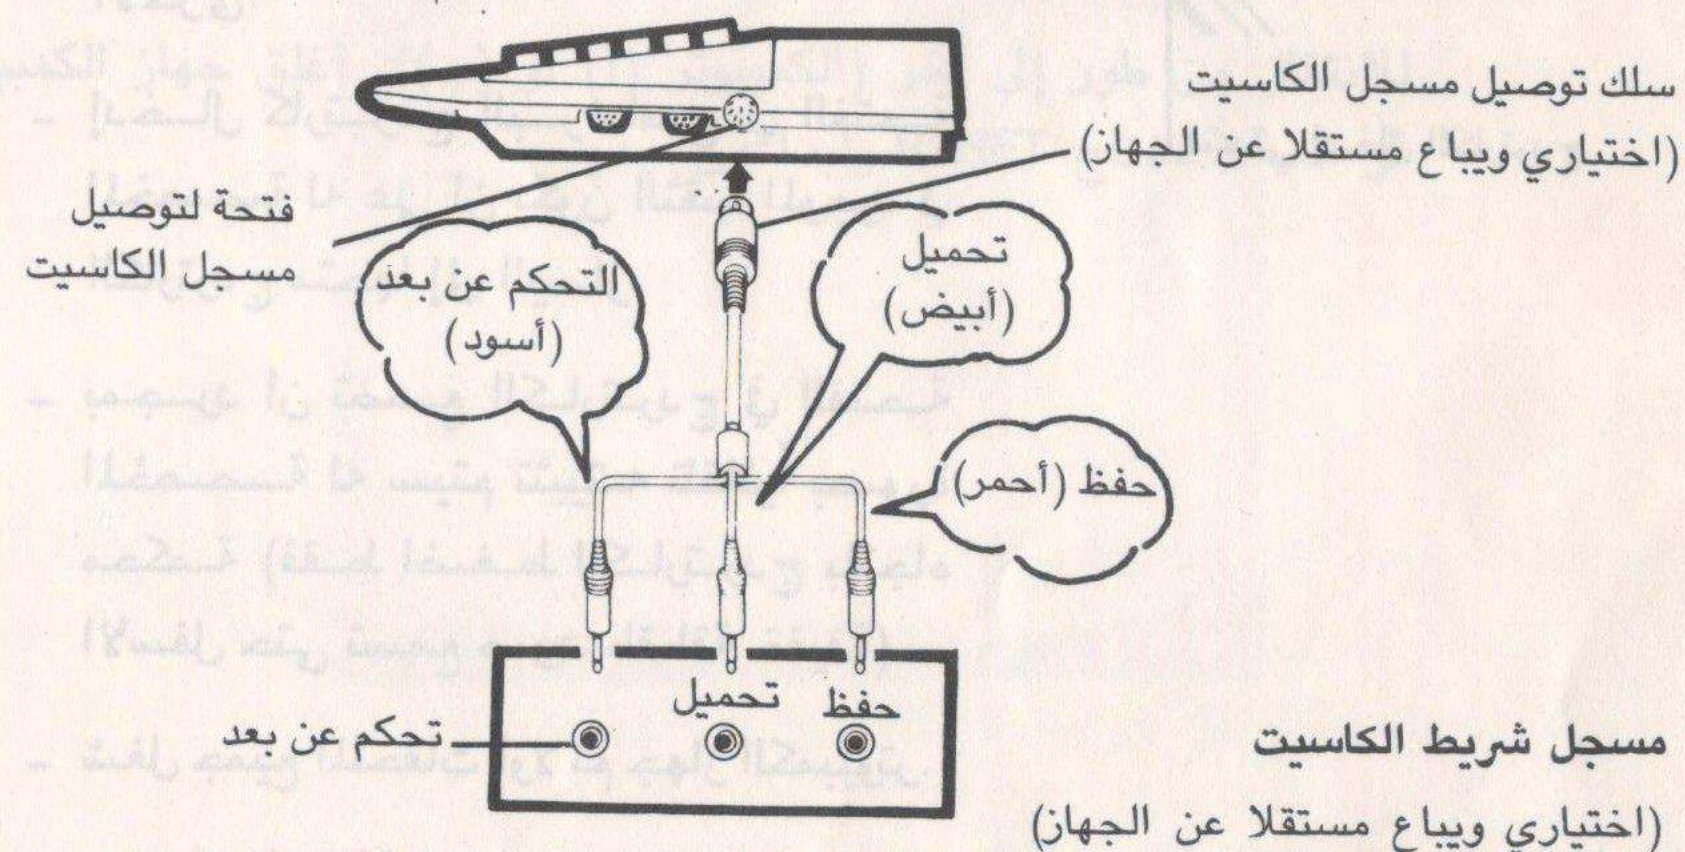 سلك توصيل مسجل الكاسيت
(اختياري ويباع مستقلا عن الجهاز)
فتحة لتوصيل
مسجل الكاسيت
التحكم عن بعد
(أسود)
تحميل
(أبيض)
حفظ (أحمر)
حفظ
تحميل
تحكم عن بعد
مسجل شريط الكاسيت
(اختياري ويباع مستقلا عن الجهاز)